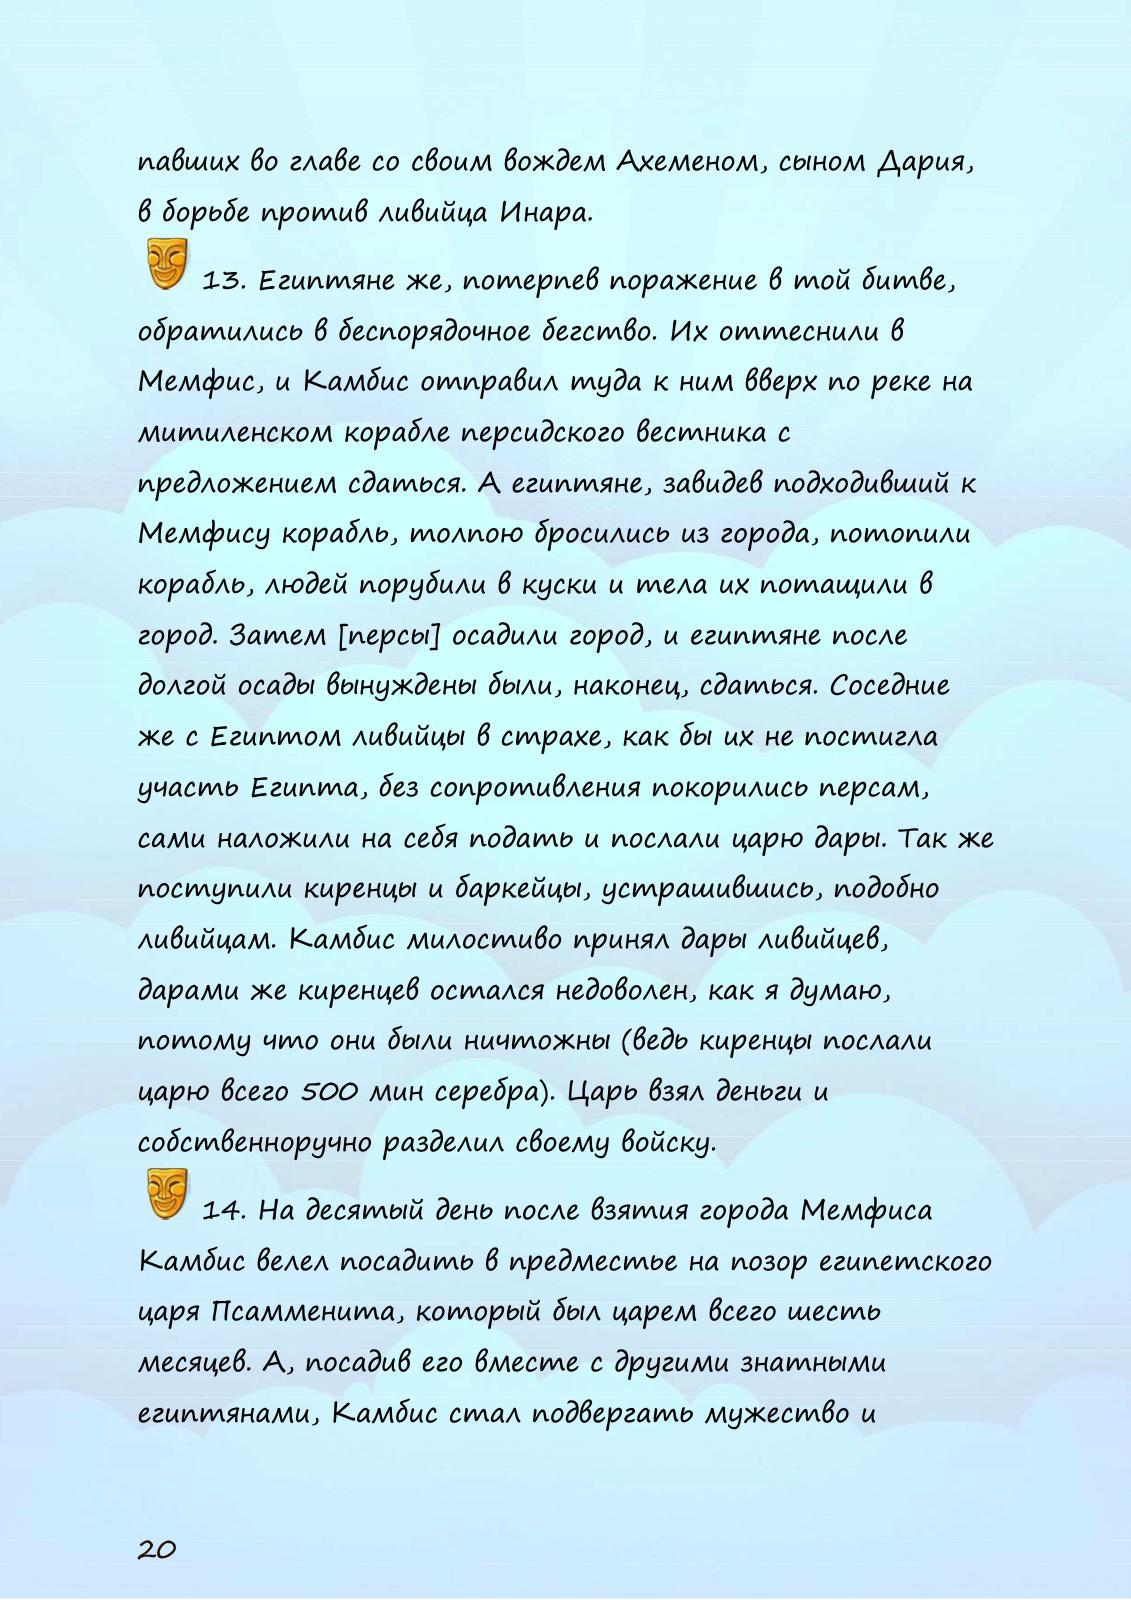 павших во главе со своим вождем Ахеменом, сыном Дария,
в борьбе против ливийца Инара.
13. Египтяне же, потерпев поражение в той битве,
обратились в беспорядочное бегство. Их оттеснили в
Мемфис, и Камбис отправил туда к ним вверх по реке на
митиленском корабле персидского вестника с
предложением сдаться. А египтяне, завидев подходивший к
Мемфису корабль, толпою бросились из города, потопили
корабль, людей порубили в куски и тела их потащили в
город. Затем [персы] осадили город, и египтяне после
долгой осады вынуждены были, наконец, сдаться. Соседние
же с Египтом ливийцы в страхе, как бы их не постигла
участь Египта, без сопротивления покорились персам,
сами наложили на себя подать и послали царю дары. Так же
поступили киренцы и баркейцы, устрашившись, подобно
ливийцам. Камбис милостиво принял дары ливийцев,
дарами же киренцев остался недоволен, как я думаю,
потому что они были ничтожны (ведь киренцы послали
царю всего 500 мин серебра). Царь взял деньги и
собственноручно разделил своему войску.
14. На десятый день после взятия города Мемфиса
Камбис велел посадить в предместье на позор египетского
царя Псамменита, который был царем всего шесть
месяцев. А, посадив его вместе с другими знатными
египтянами, Камбис стал подвергать мужество и
20